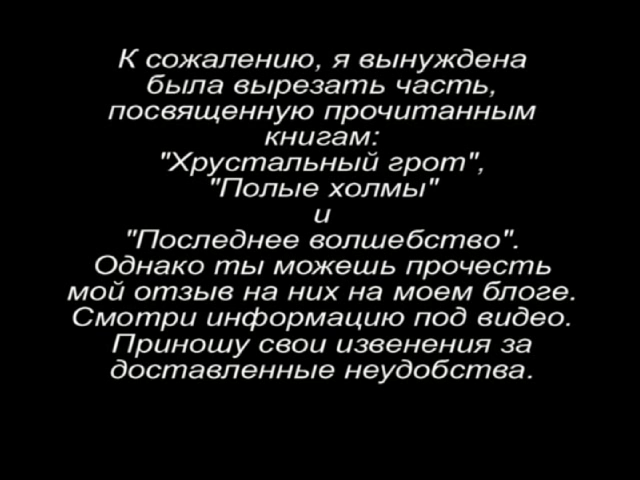 К сожалению, я вынуждена
была вырезать часть,
посвященную прочитанным
книгам:
"Хрустальный грот",
"Полые холмы"
и
"Последнее волшебство".
Однако ты можешь прочесть
мой отзыв на них на моем блоге.
Смотри информацию под видео.
Приношу свои извенения за
доставленные неудобства.